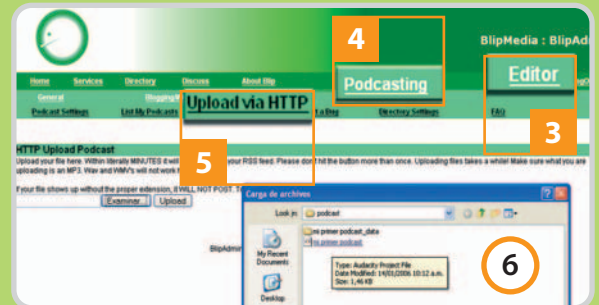 4
BlipMedia : BlipAd
Home Services Directory Discuss About Blip
Podcasting
Editor
General
Podcast Settings List My Podcasts Upload via HTTP Directory Settings FAQ
3
HTTP Upload Podcast
5
Upload your file here. Within literally MINUTES it will your RSS feed. Please don't hit the button more than once. Uploading files takes a while! Make sure what you are
uploading is an MP3. Wav and WMV's will not work
If your file shows up without the proper extension, it WILL NOT POST.
Examinar... Upload
Carga de archivos
Look in: podcast
mi primer podcast_data
mi primer podcast
My Recent
Documents
Type: Audacity Project File
Date Modified: 14/01/2006 10:12 a.m.
Size: 1,46 KB
6
BlipAdmin
Desktop